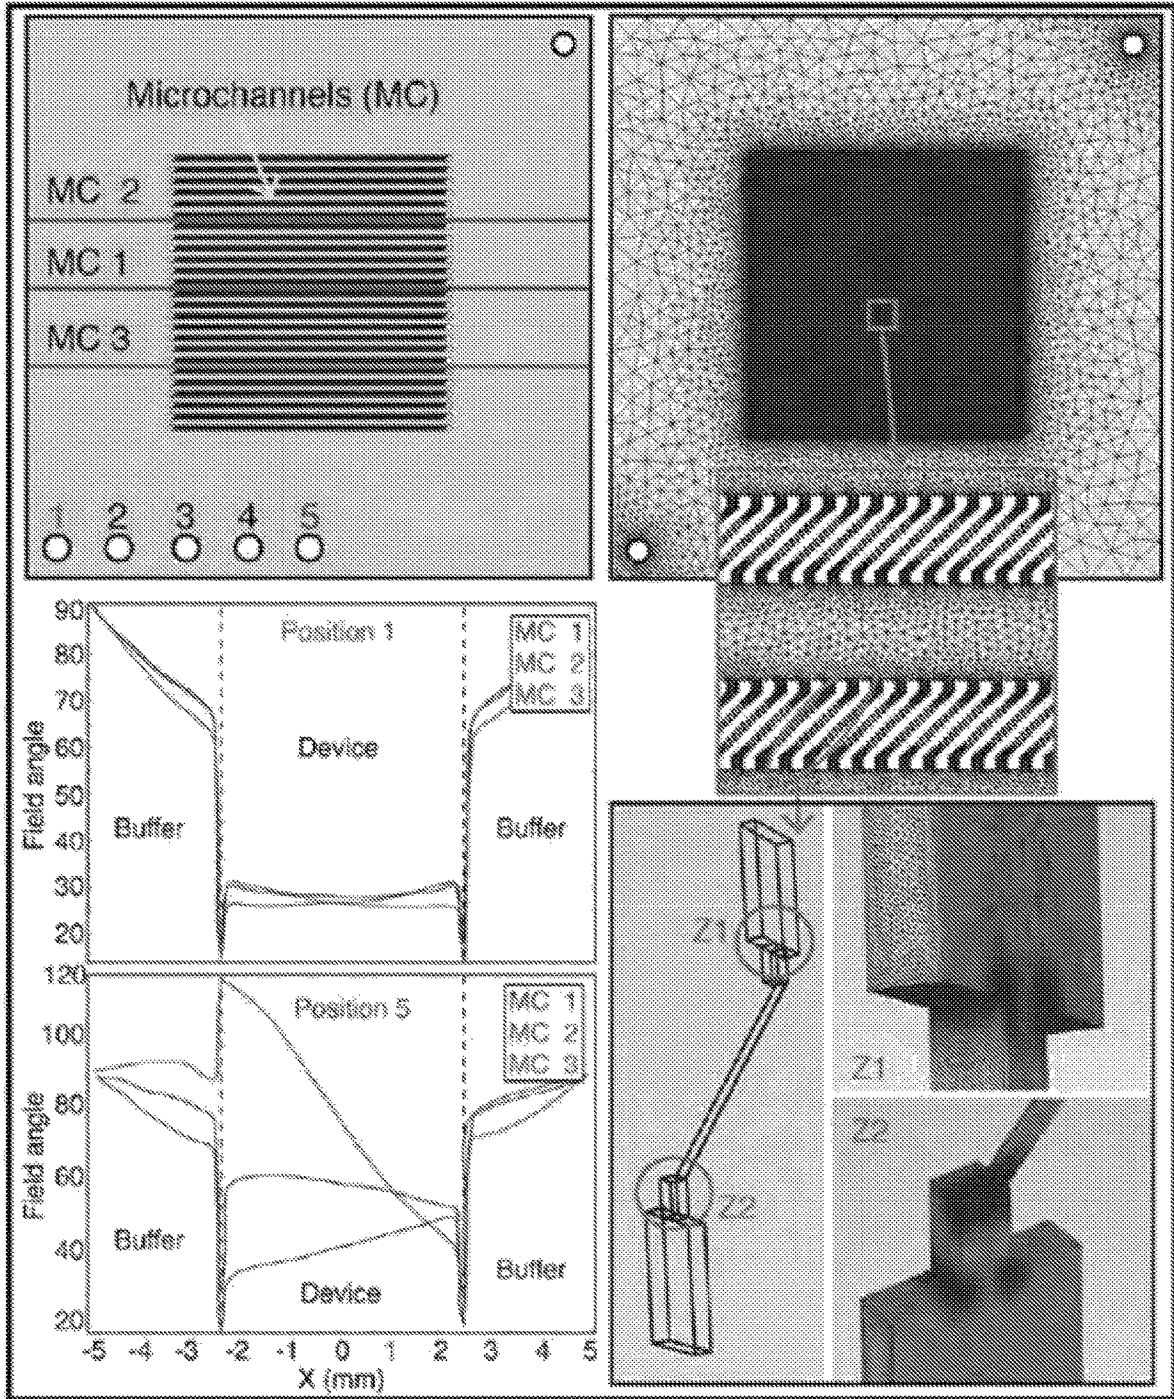 Microchannels (MC)
MC 2
MC 1
MC 3
1 2 3 4 5
90
80
70
60
50
40
30
20
Field angle
Position 1
MC 1
MC 2
MC 3
Device
Buffer
Buffer
120
100
80
60
40
20
Field angle
Position 5
MC 1
MC 2
MC 3
Buffer
Device
Buffer
-5 -4 -3 -2 -1 0 1 2 3 4 5
X (mm)
Z1
Z2
Z1
Z2